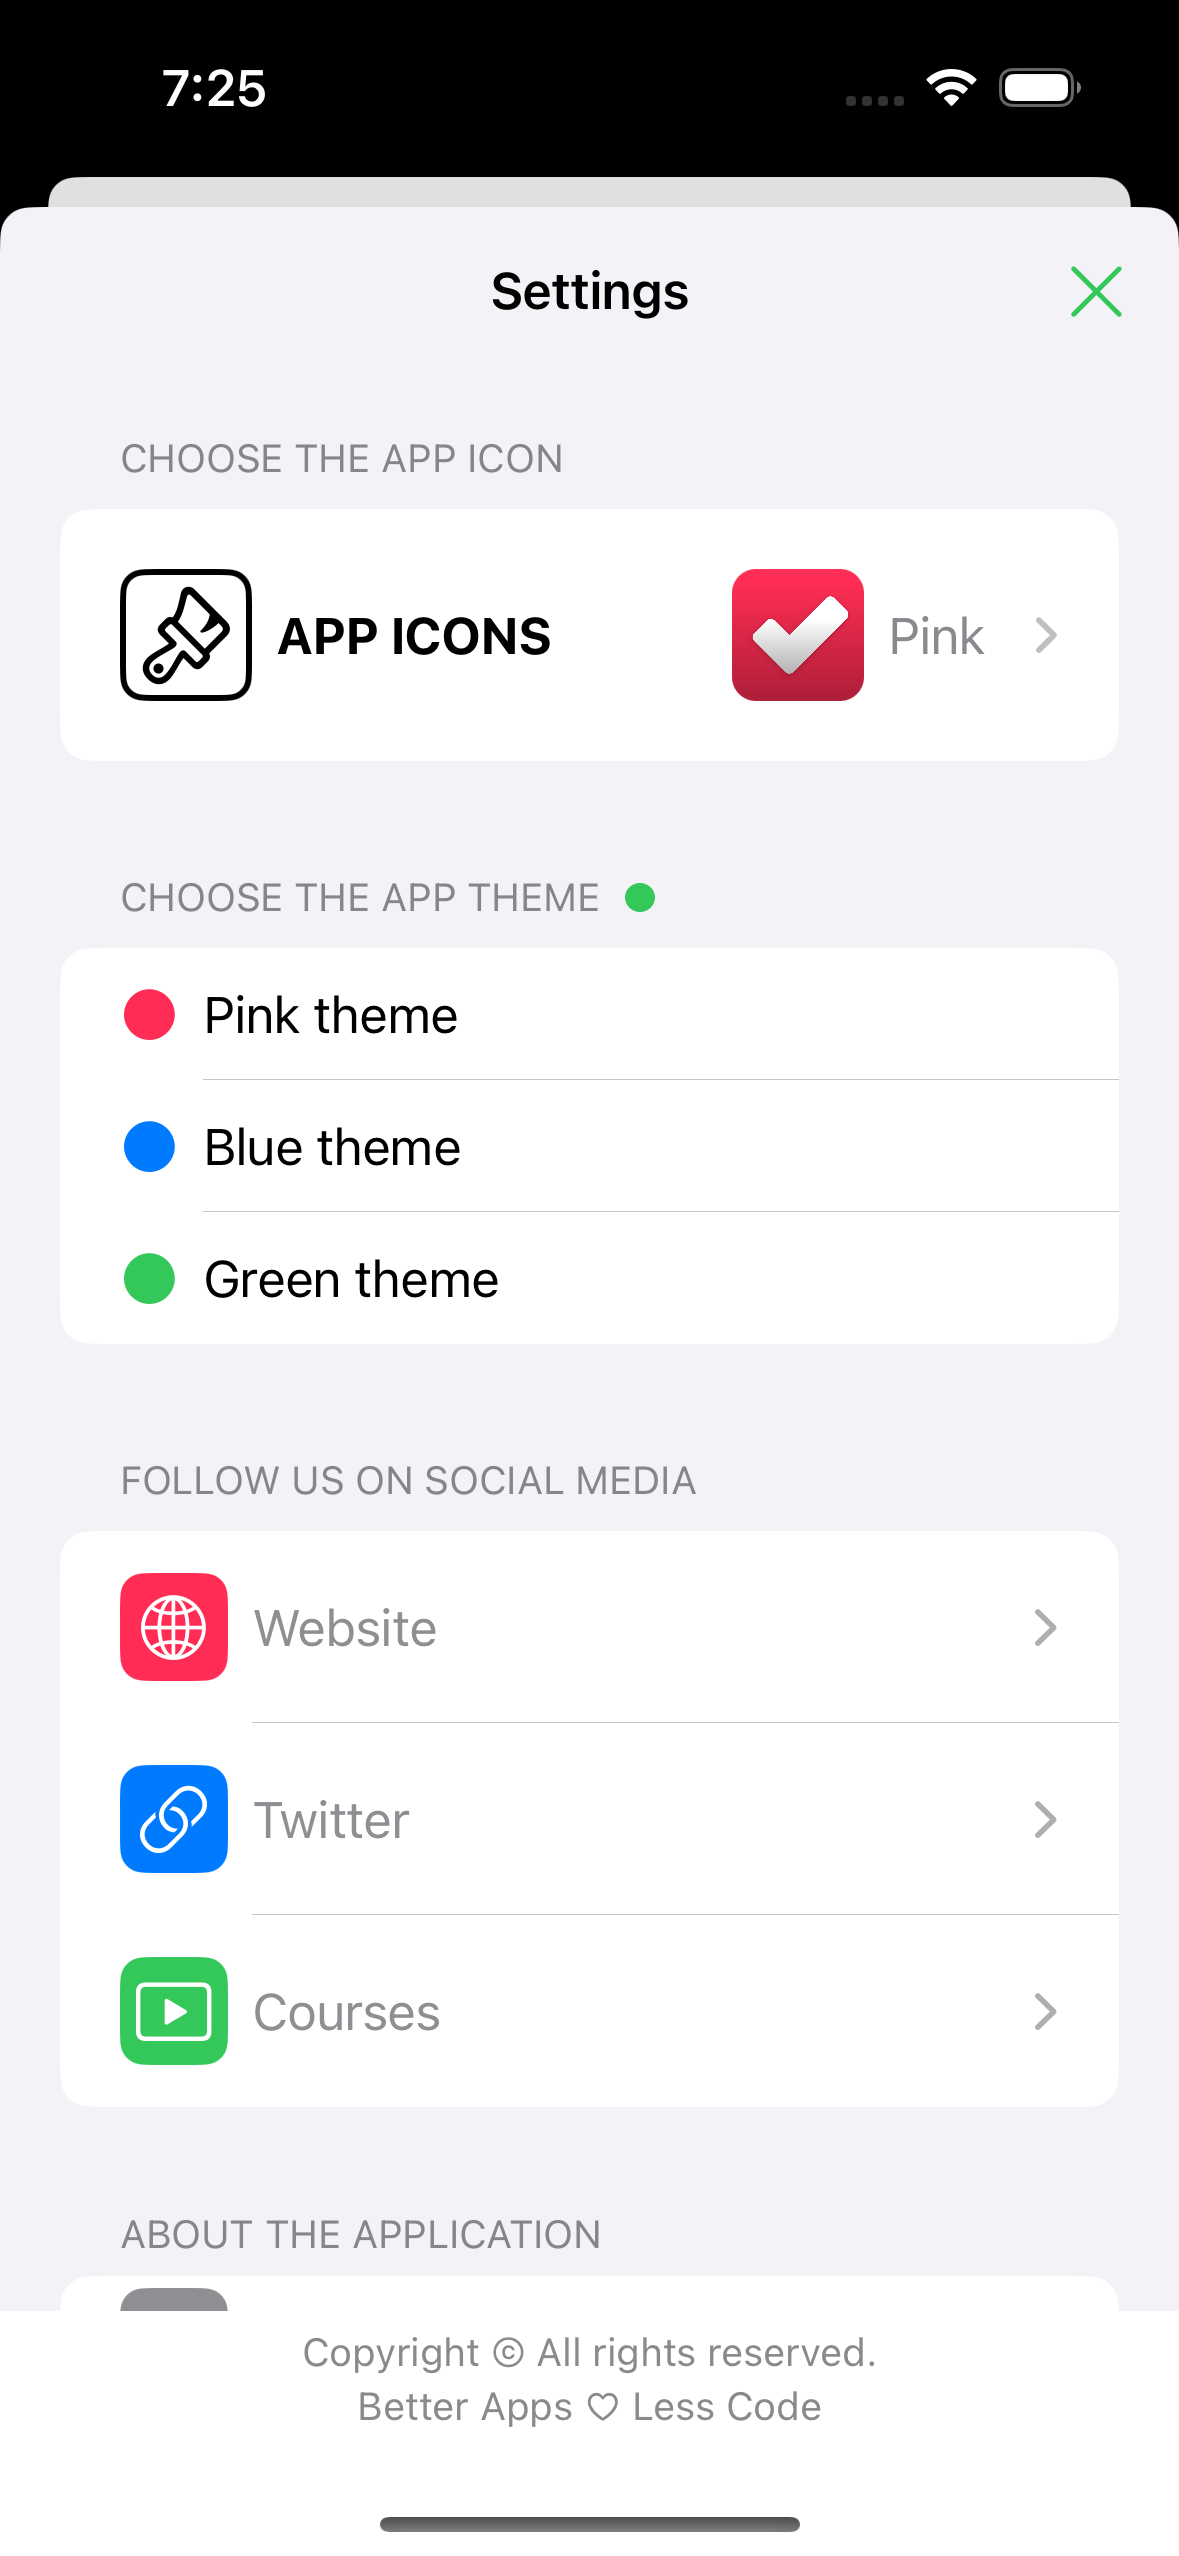 7:25
Settings
CHOOSE THE APP ICON
APP ICONS
Pink
CHOOSE THE APP THEME
Pink theme
Blue theme
Green theme
FOLLOW US ON SOCIAL MEDIA
Website
Twitter
Courses
ABOUT THE APPLICATION
Copyright © All rights reserved.
Better Apps ♡ Less Code